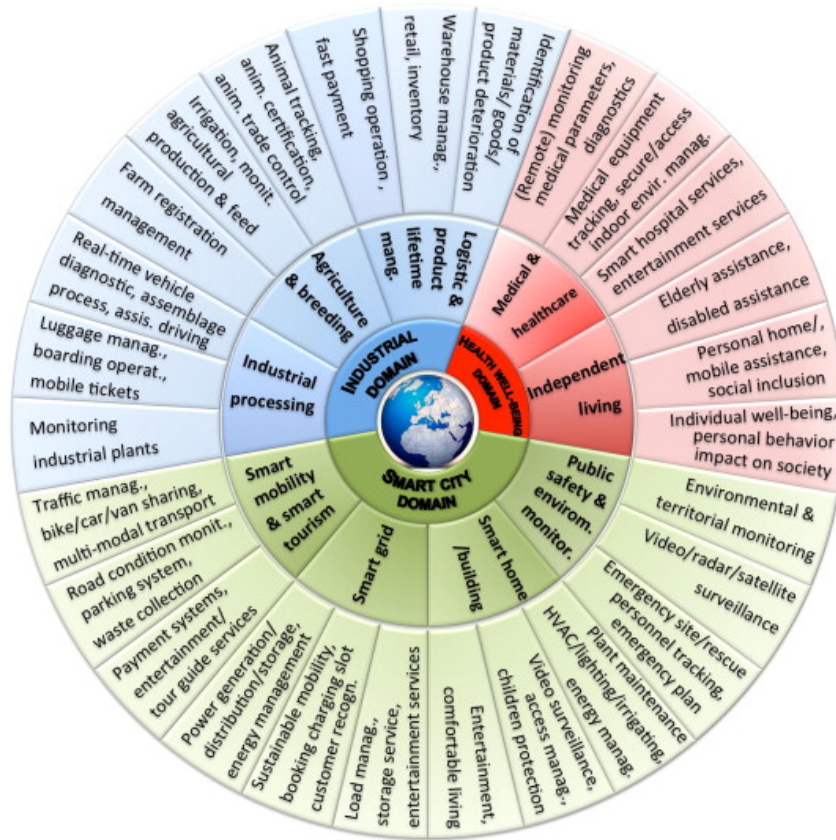 INDUSTRIAL
DOMAIN
HEALTH WELL-BEING
DOMAIN
SMART CITY
DOMAIN
Logistic &
product
lifetime
mang.
Agriculture
& breeding
Industrial
processing
Medical &
healthcare
Independent
living
Public
safety &
environ.
monitor.
Smart home
/building
Smart grid
Smart
mobility
& smart
tourism
Identification of
materials/ goods/
product deterioration
Warehouse manag.,
retail, inventory
Shopping operation ,
fast payment
Animal tracking,
anim. certification,
anim. trade control
Irrigation, monit.
agricultural
production & feed
Farm registration
management
Real-time vehicle
diagnostic, assemblage
process, assis. driving
Luggage manag.,
boarding operat.,
mobile tickets
Monitoring
industrial plants
(Remote) monitoring
medical parameters,
diagnostics
Medical equipment
tracking, secure/access
indoor envir. manag.
Smart hospital services,
entertainment services
Elderly assistance,
disabled assistance
Personal home/,
mobile assistance,
social inclusion
Individual well-being,
personal behavior
impact on society
Environmental &
territorial monitoring
Video/radar/satellite
surveillance
Emergency site/rescue
personnel tracking,
emergency plan
Plant maintenance
HVAC/lighting/irrigating,
energy manag.
Video surveillance,
access manag.,
children protection
Entertainment,
comfortable living
Load manag.,
storage service,
entertainment services
Sustainable mobility,
booking charging slot
customer recogn.
Power generation/
distribution/storage,
energy management
Payment systems,
entertainment/
tour guide services
Road condition monit.,
parking system,
waste collection
Traffic manag.,
bike/car/van sharing,
multi-modal transport